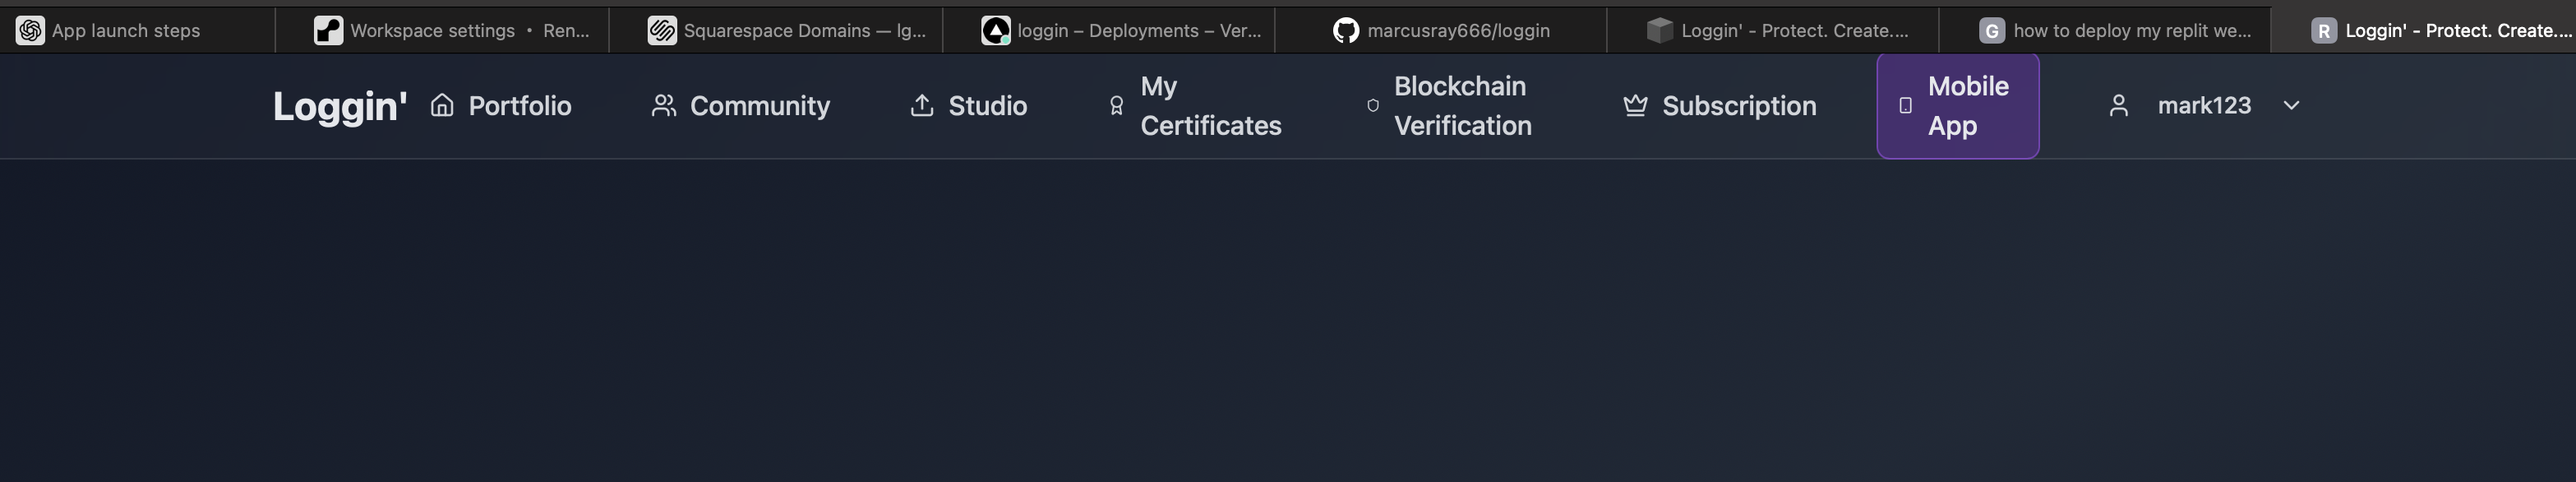 App launch steps
Workspace settings • Ren...
Squarespace Domains — lg...
loggin – Deployments – Ver...
marcusray666/loggin
Loggin' - Protect. Create....
G how to deploy my replit we...
R Loggin' - Protect. Create....
Loggin'
Portfolio
Community
Studio
My
Certificates
Blockchain
Verification
Subscription
Mobile
App
mark123